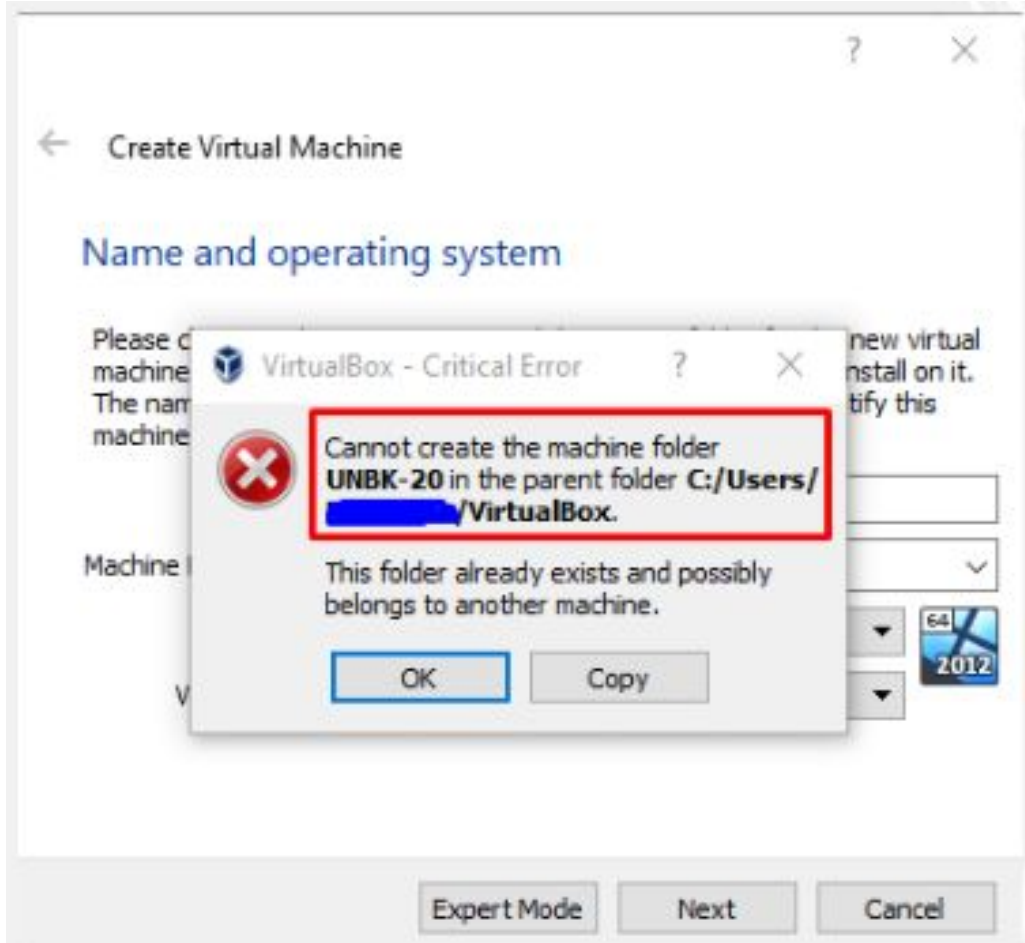 ?
Create Virtual Machine
Name and operating system
Please
new virtual
machine
nstall on it.
The nam
tify this
machine
VirtualBox - Critical Error ?
Cannot create the machine folder
UNBK-20 in the parent folder C:/Users/
/VirtualBox.
This folder already exists and possibly
belongs to another machine.
OK Copy
Machine
64
2012
V
Expert Mode Next Cancel